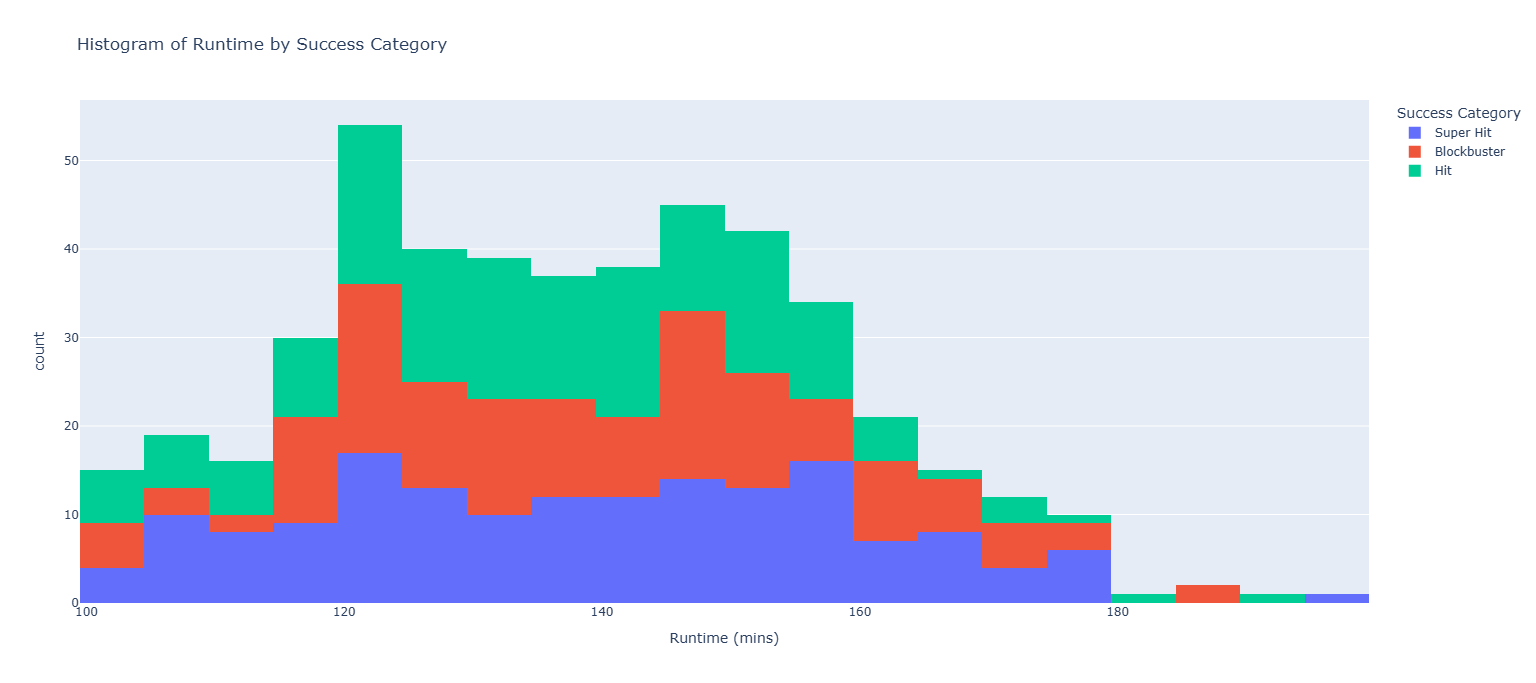 Histogram of Runtime by Success Category
Success Category
Super Hit
Blockbuster
Hit
50
40
30
20
10
0
count
100 120 140 160 180
Runtime (mins)